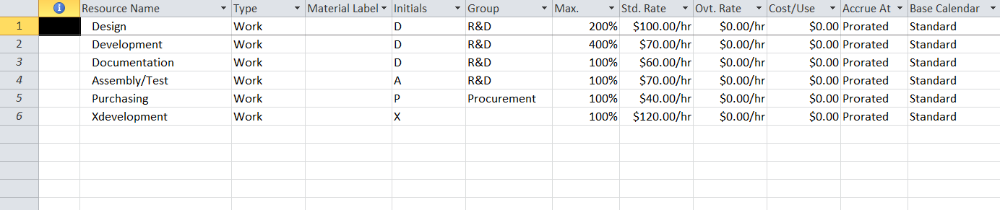 i Resource Name Type Material Label Initials Group Max. Std. Rate Ovt. Rate Cost/Use Accrue At Base Calendar
1 Design Work D R&D 200% $100.00/hr $0.00/hr $0.00 Prorated Standard
2 Development Work D R&D 400% $70.00/hr $0.00/hr $0.00 Prorated Standard
3 Documentation Work D R&D 100% $60.00/hr $0.00/hr $0.00 Prorated Standard
4 Assembly/Test Work A R&D 100% $70.00/hr $0.00/hr $0.00 Prorated Standard
5 Purchasing Work P Procurement 100% $40.00/hr $0.00/hr $0.00 Prorated Standard
6 Xdevelopment Work X 100% $120.00/hr $0.00/hr $0.00 Prorated Standard